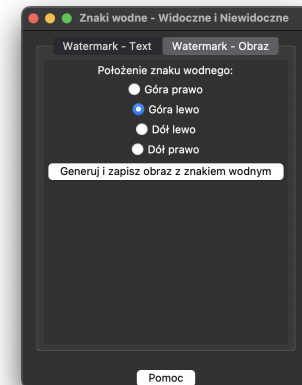 Znaki wodne - Widoczne i Niewidoczne
Watermark - Text Watermark - Obraz
Położenie znaku wodnego:
Góra prawo
Góra lewo
Dół lewo
Dół prawo
Generuj i zapisz obraz z znakiem wodnym
Pomoc